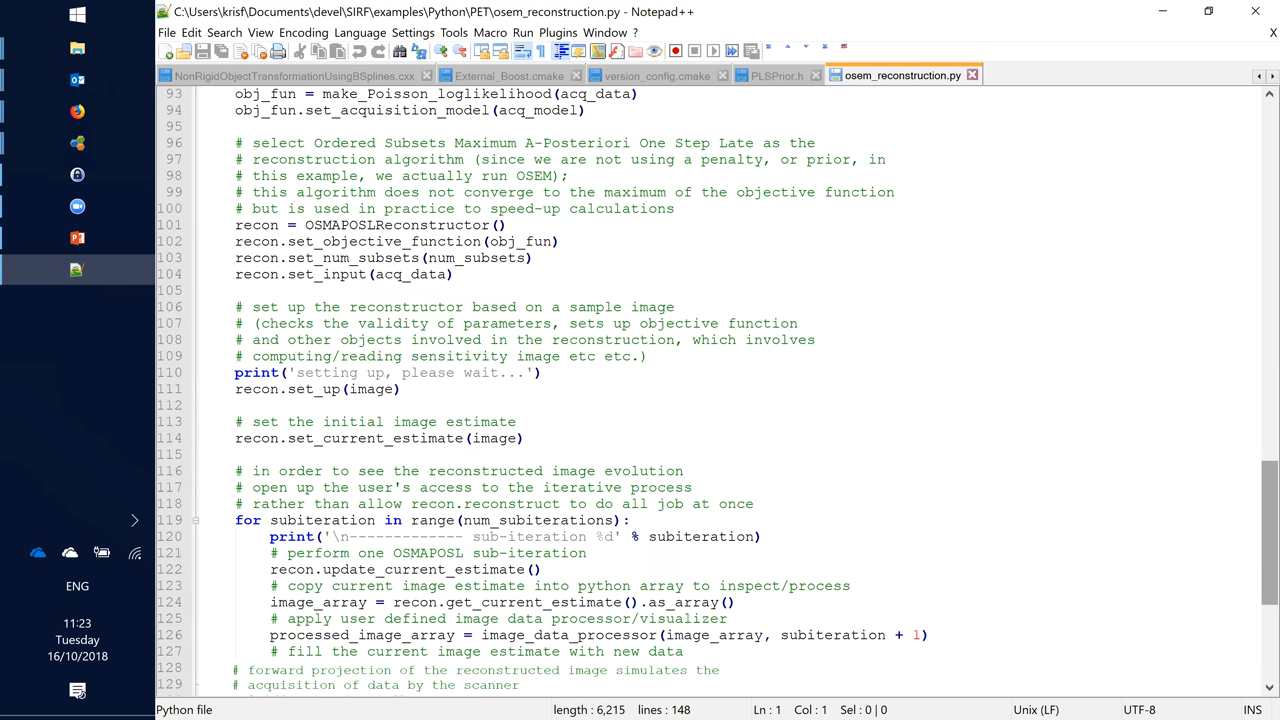 C:\Users\krisf\Documents\devel\SIRF\examples\Python\PET\osem_reconstruction.py - Notepad++
File Edit Search View Encoding Language Settings Tools Macro Run Plugins Window ? X
NonRigidObjectTransformationUsingBSplines.cxx External_Boost.cmake version_config.cmake PLSPrior.h osem_reconstruction.py
93 obj_fun = make_Poisson_loglikelihood(acq_data)
94 obj_fun.set_acquisition_model(acq_model)
95
96 # select Ordered Subsets Maximum A-Posteriori One Step Late as the
97 # reconstruction algorithm (since we are not using a penalty, or prior, in
98 # this example, we actually run OSEM);
99 # this algorithm does not converge to the maximum of the objective function
100 # but is used in practice to speed-up calculations
101 recon = OSMAPOSLReconstructor()
102 recon.set_objective_function(obj_fun)
103 recon.set_num_subsets(num_subsets)
104 recon.set_input(acq_data)
105
106 # set up the reconstructor based on a sample image
107 # (checks the validity of parameters, sets up objective function
108 # and other objects involved in the reconstruction, which involves
109 # computing/reading sensitivity image etc etc.)
110 print('setting up, please wait...')
111 recon.set_up(image)
112
113 # set the initial image estimate
114 recon.set_current_estimate(image)
115
116 # in order to see the reconstructed image evolution
117 # open up the user's access to the iterative process
118 # rather than allow recon.reconstruct to do all job at once
119 for subiteration in range(num_subiterations):
120 print('\n------------- sub-iteration %d' % subiteration)
121 # perform one OSMAPOSL sub-iteration
122 recon.update_current_estimate()
123 # copy current image estimate into python array to inspect/process
124 image_array = recon.get_current_estimate().as_array()
125 # apply user defined image data processor/visualizer
126 processed_image_array = image_data_processor(image_array, subiteration + 1)
127 # fill the current image estimate with new data
128 # forward projection of the reconstructed image simulates the
129 # acquisition of data by the scanner
ENG
11:23
Tuesday
16/10/2018
Python file length : 6,215 lines : 148 Ln : 1 Col : 1 Sel : 0 | 0 Unix (LF) UTF-8 INS